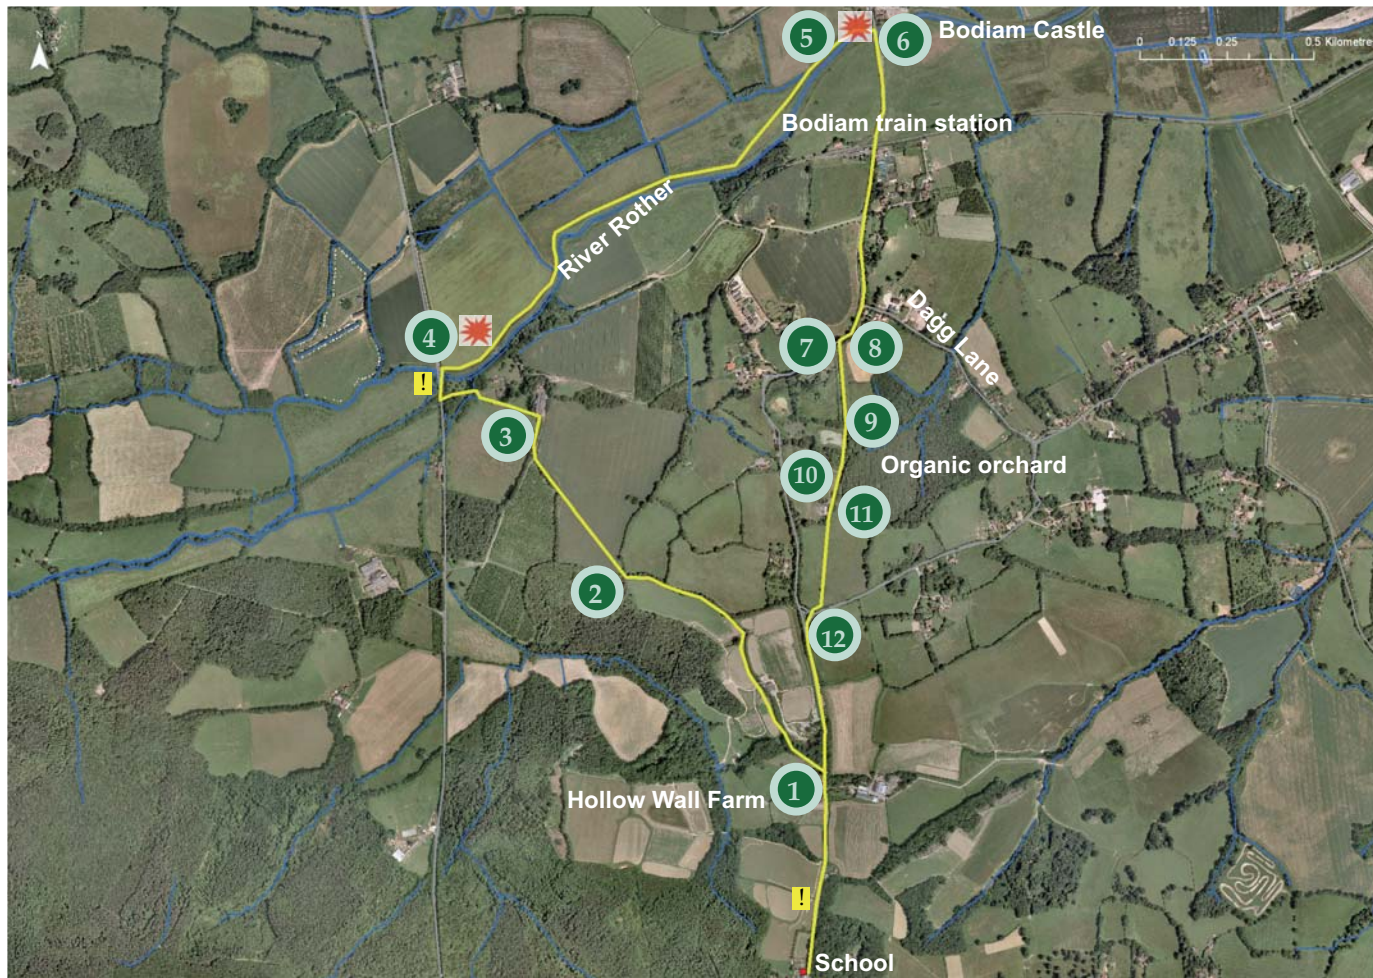 5
6
Bodiam Castle
0 0.125 0.25 0.5 Kilometre
Bodiam train station
River Rother
4
!
Dagg Lane
7
8
3
9
Organic orchard
10
11
2
12
1
Hollow Wall Farm
!
School